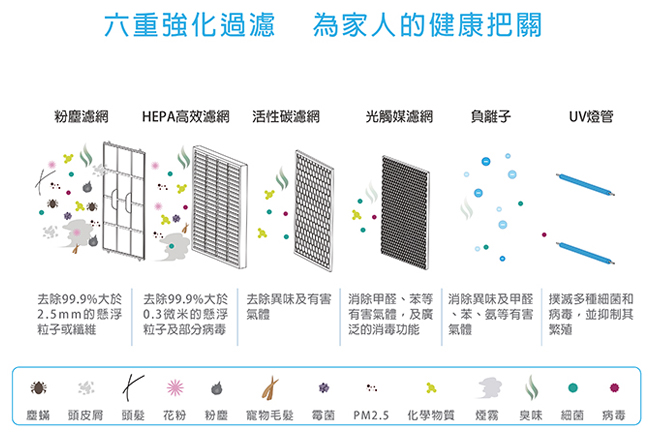 六重強化過濾 為家人的健康把關
粉塵濾網 HEPA高效濾網 活性碳濾網 光觸媒濾網 負離子 UV燈管
去除99.9%大於
2.5mm的懸浮
粒子或纖維
去除99.9%大於
0.3微米的懸浮
粒子及部分病毒
去除異味及有害
氣體
消除甲醛、苯等
有害氣體，及廣
泛的消毒功能
消除異味及甲醛
、苯、氨等有害
氣體
撲滅多種細菌和
病毒，並抑制其
繁殖
塵蟎 頭皮屑 頭髮 花粉 粉塵 寵物毛髮 霉菌 PM2.5 化學物質 煙霧 臭味 細菌 病毒